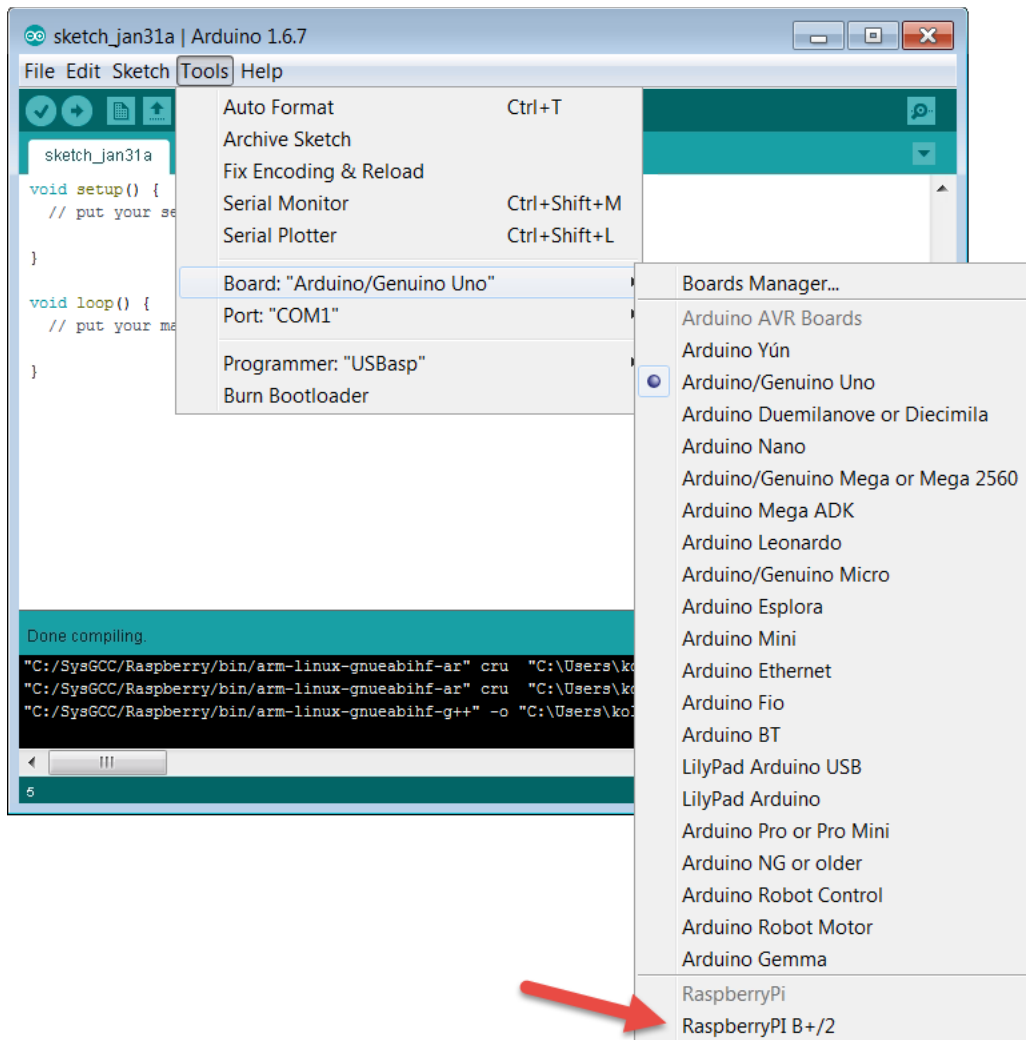 sketch_jan31a | Arduino 1.6.7
File Edit Sketch Tools Help
sketch_jan31a
void setup() {
// put your se
}
void loop() {
// put your ma
}
Auto Format Ctrl+T
Archive Sketch
Fix Encoding & Reload
Serial Monitor Ctrl+Shift+M
Serial Plotter Ctrl+Shift+L
Board: "Arduino/Genuino Uno"
Port: "COM1"
Programmer: "USBasp"
Burn Bootloader
Boards Manager...
Arduino AVR Boards
Arduino Yún
Arduino/Genuino Uno
Arduino Duemilanove or Diecimila
Arduino Nano
Arduino/Genuino Mega or Mega 2560
Arduino Mega ADK
Arduino Leonardo
Arduino/Genuino Micro
Arduino Esplora
Arduino Mini
Arduino Ethernet
Arduino Fio
Arduino BT
LilyPad Arduino USB
LilyPad Arduino
Arduino Pro or Pro Mini
Arduino NG or older
Arduino Robot Control
Arduino Robot Motor
Arduino Gemma
RaspberryPi
RaspberryPI B+/2
Done compiling.
"C:/SysGCC/Raspberry/bin/arm-linux-gnueabihf-ar" cru "C:\Users\ko
"C:/SysGCC/Raspberry/bin/arm-linux-gnueabihf-ar" cru "C:\Users\ko
"C:/SysGCC/Raspberry/bin/arm-linux-gnueabihf-g++" -o "C:\Users\ko
5